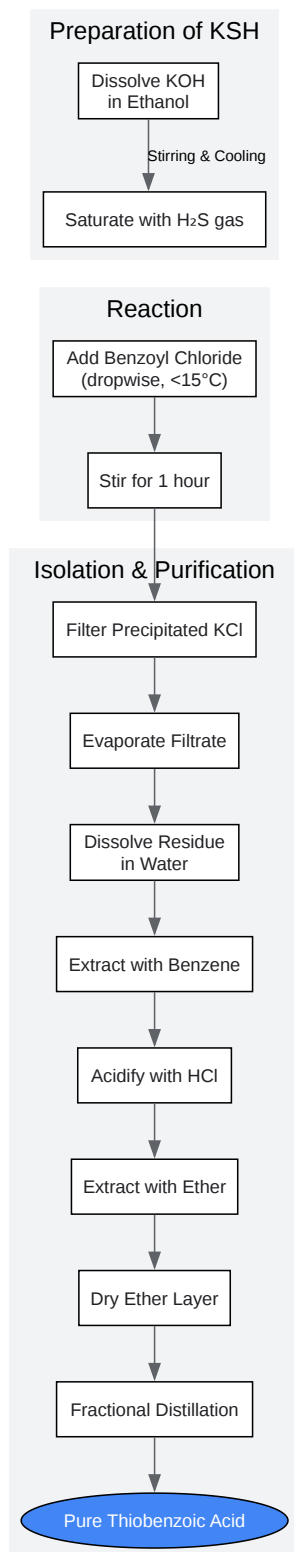 Preparation of KSH
Dissolve KOH
in Ethanol
Stirring & Cooling
Saturate with H₂S gas
Reaction
Add Benzoyl Chloride
(dropwise, <15°C)
Stir for 1 hour
Isolation & Purification
Filter Precipitated KCl
Evaporate Filtrate
Dissolve Residue
in Water
Extract with Benzene
Acidify with HCl
Extract with Ether
Dry Ether Layer
Fractional Distillation
Pure Thiobenzoic Acid